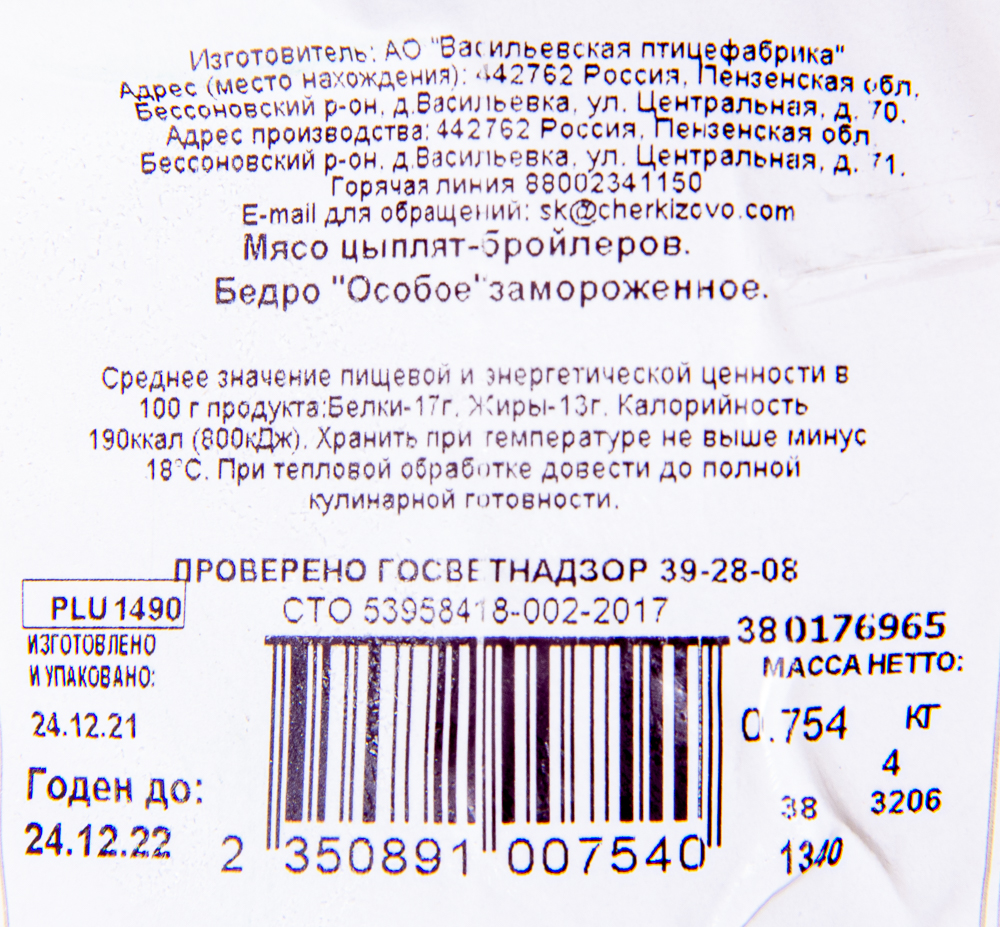 Изготовитель: АО "Васильевская птицефабрика"
Адрес (место нахождения): 442762 Россия, Пензенская обл,
Бессоновский р-он, д.Васильевка, ул. Центральная, д. 70.
Адрес производства: 442762 Россия, Пензенская обл
Бессоновский р-он, д.Васильевка, ул. Центральная, д. 71.
Горячая линия 88002341150
E-mail для обращений: sk@cherkizovo.com
Мясо цыплят-бройлеров.
Бедро "Особое" замороженное.
Среднее значение пищевой и энергетической ценности в
100 г продукта:Белки-17г, Жиры-13г. Калорийность
190ккал (800кДж). Хранить при температуре не выше минус
18°С. При тепловой обработке довести до полной
кулинарной готовности.
ПРОВЕРЕНО ГОСВЕТНАДЗОР 39-28-08
PLU 1490
СТО 53958418-002-2017
380176965
ИЗГОТОВЛЕНО
И УПАКОВАНО:
МАССА НЕТТО:
24.12.21
0.754 КГ
4
Годен до:
38 3206
24.12.22
2 350891 007540
1340